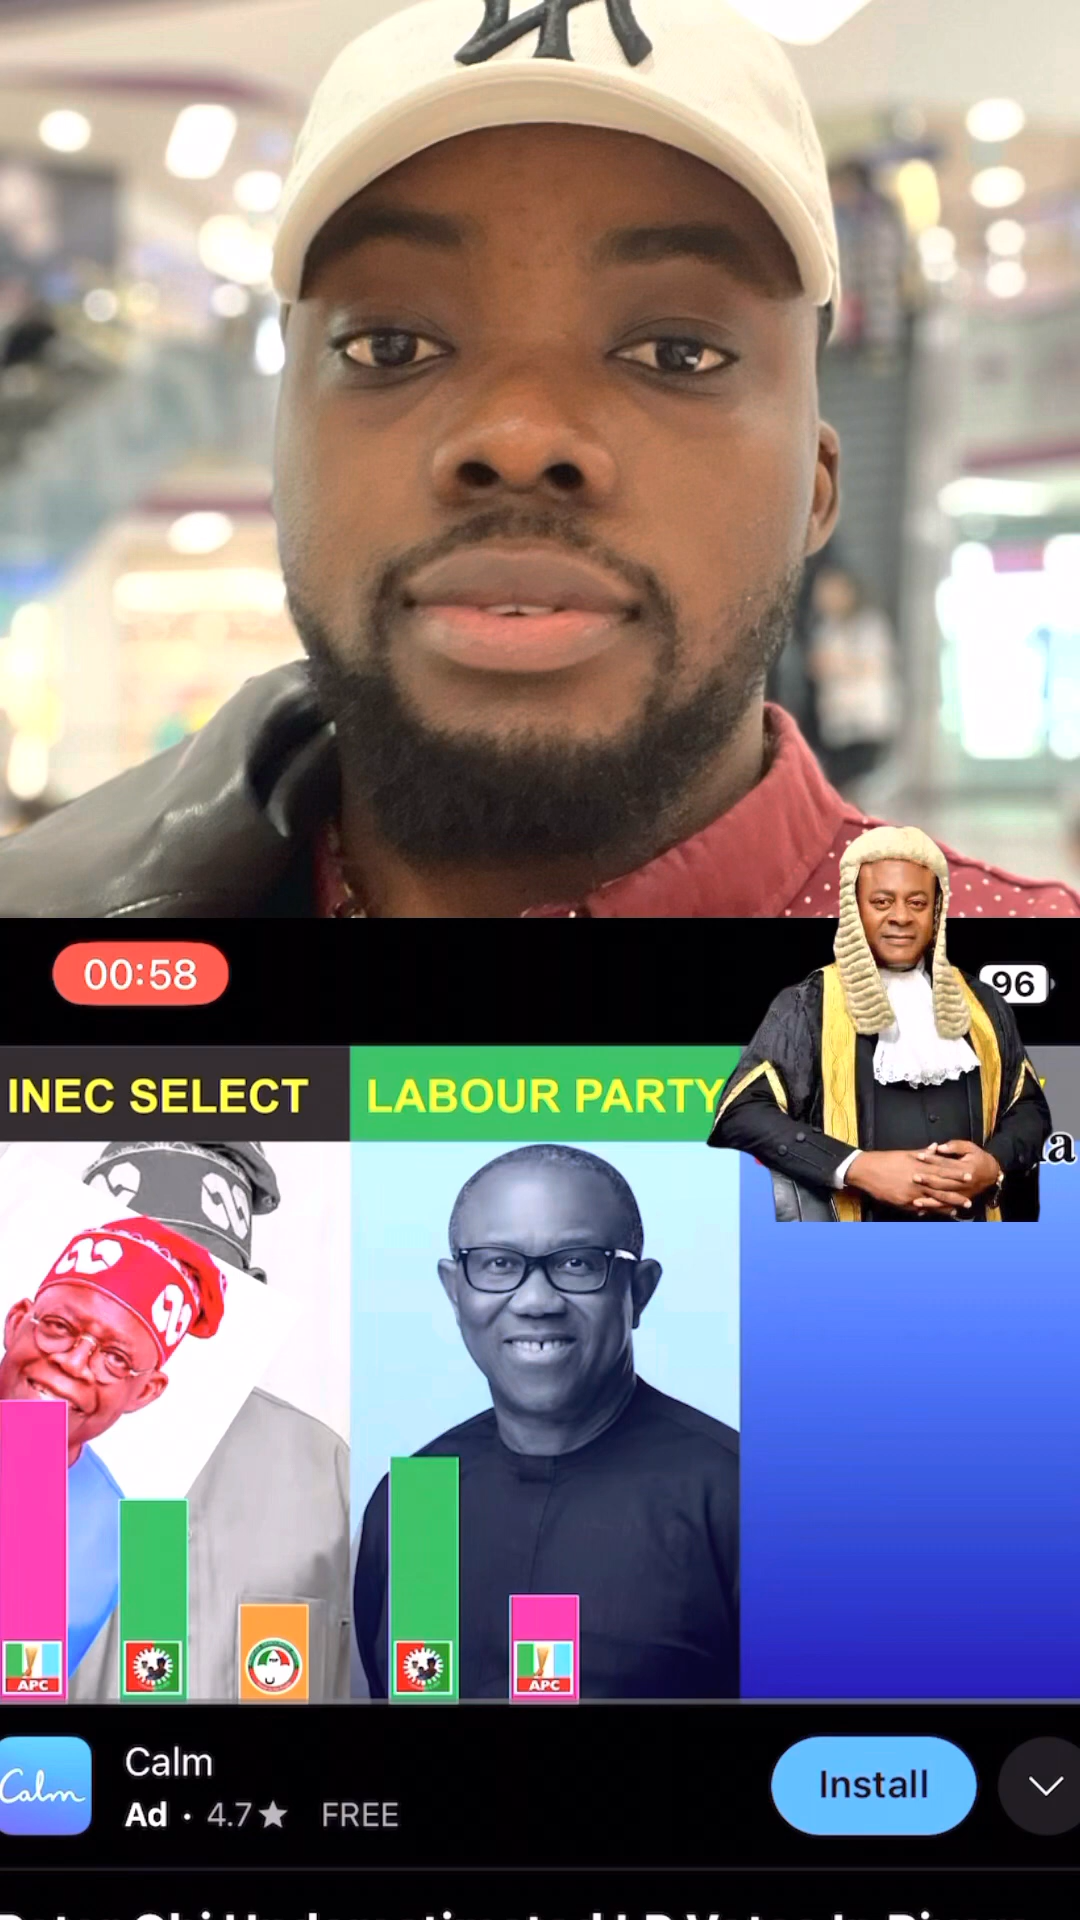 00:58
96
INEC SELECT
LABOUR PARTY
a
APC
APC
Calm
Calm
Ad · 4.7★ FREE
Install